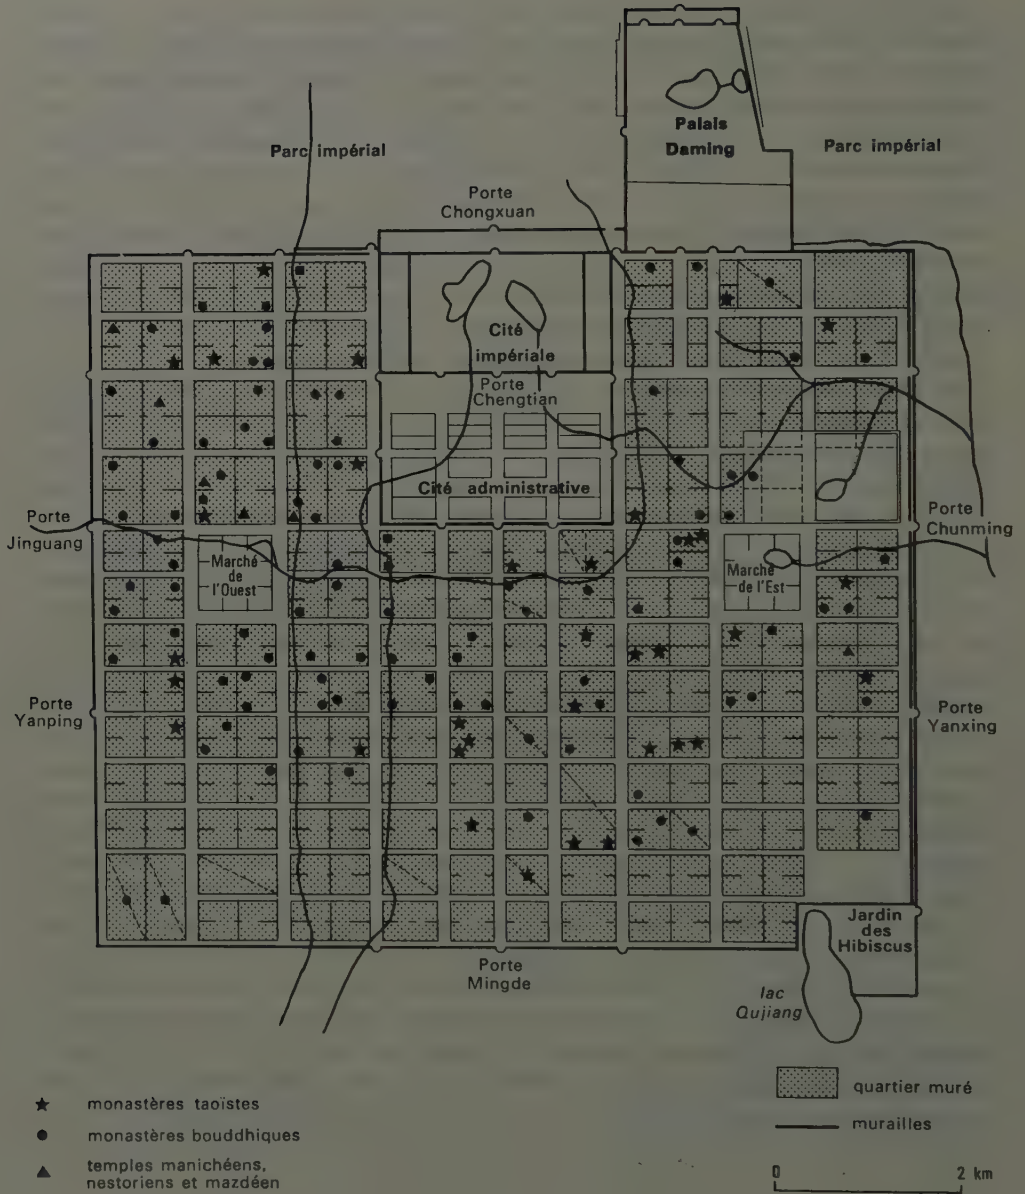 Palais
Daming
Parc impérial
Parc impérial
Porte
Chongxuan
Cité
impériale
Porte
Chengtian
Cité administrative
Porte
Jinguang
Marché
de
l'Ouest
Marché
de l'Est
Porte
Chunming
Porte
Yanping
Porte
Yanxing
Jardin
des
Hibiscus
Porte
Mingde
lac
Qujiang
quartier muré
murailles
monastères taoïstes
monastères bouddhiques
temples manichéens,
nestoriens et mazdéen
0 2 km